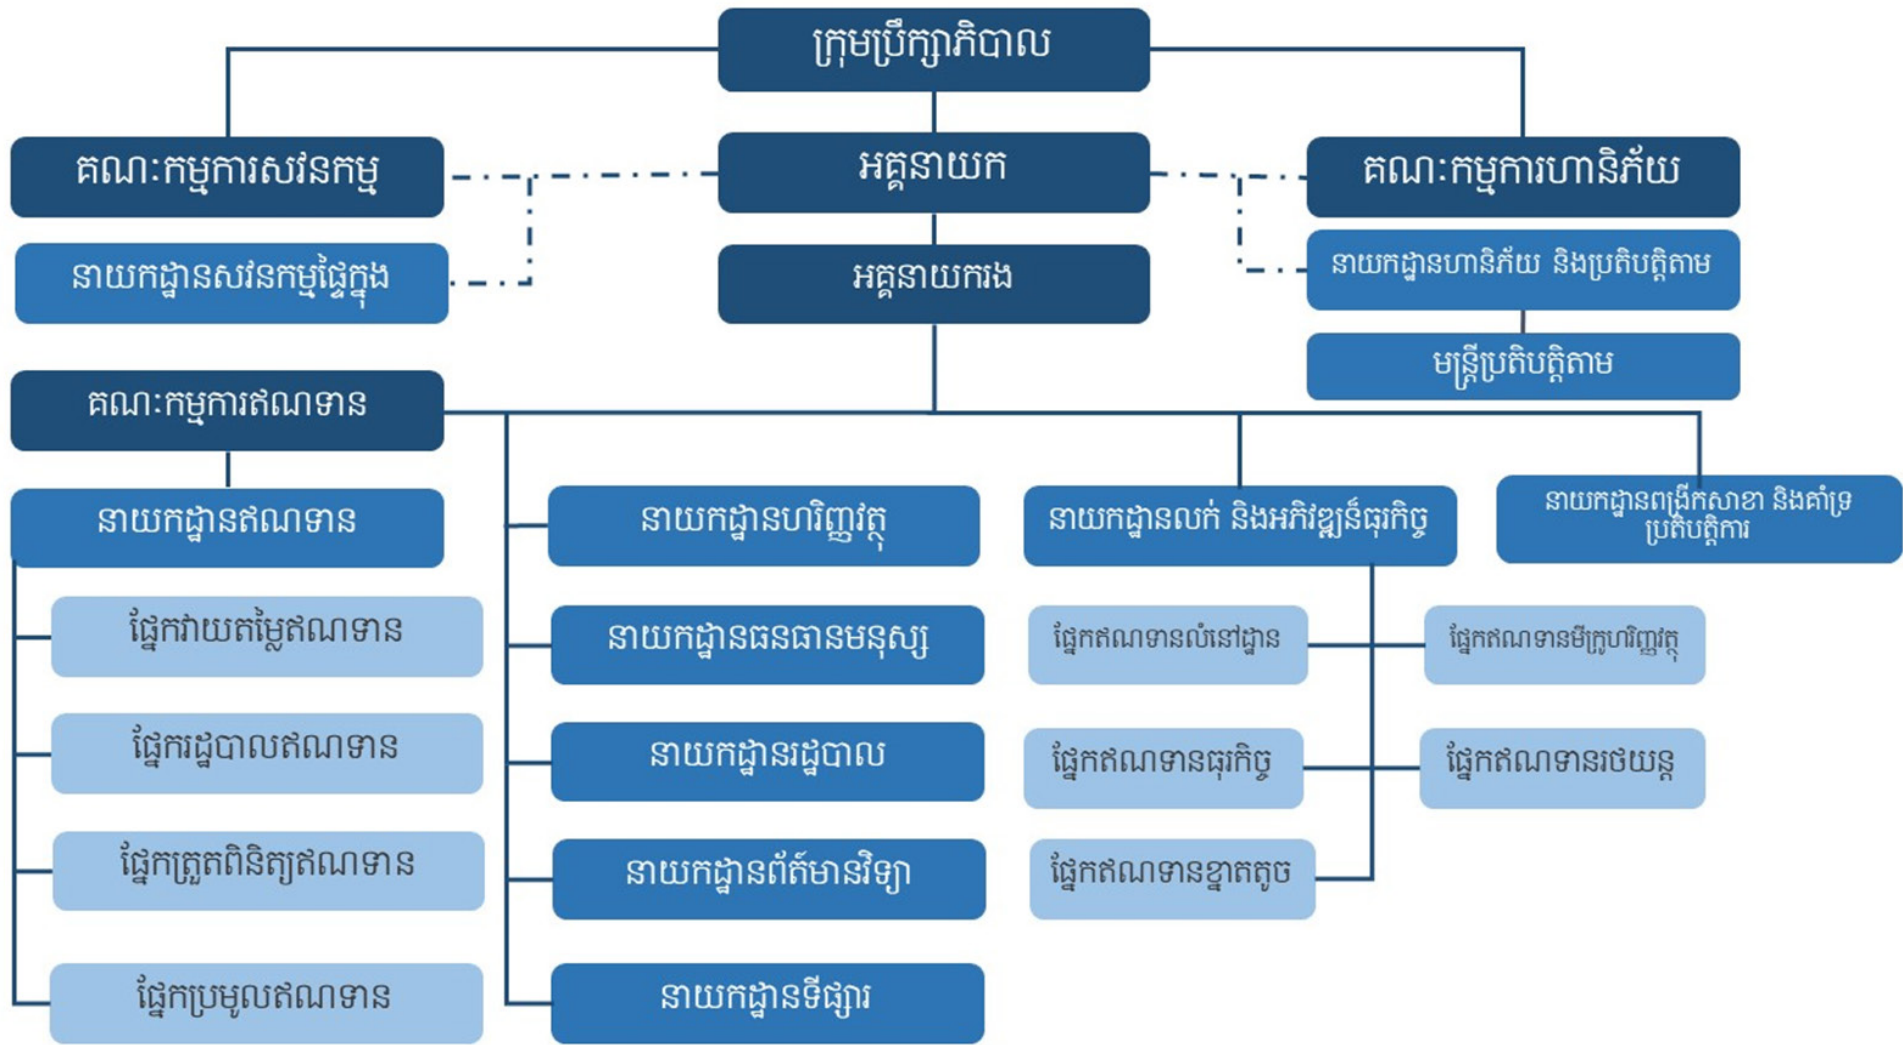 ក្រុមប្រឹក្សាភិបាល
គណៈកម្មការសវនកម្ម
អគ្គនាយក
គណៈកម្មការហានិភ័យ
នាយកដ្ឋានសវនកម្មផ្ទៃក្នុង
អគ្គនាយករង
នាយកដ្ឋានហានិភ័យ និងប្រតិបត្តិតាម
មន្ត្រីប្រតិបត្តិតាម
គណៈកម្មការឥណទាន
នាយកដ្ឋានឥណទាន
នាយកដ្ឋានហរិញ្ញវត្ថុ
នាយកដ្ឋានលក់ និងអភិវឌ្ឍន៏ធុរកិច្ច
នាយកដ្ឋានពង្រីកសាខា និងគាំទ្រ
ប្រតិបត្តិការ
ផ្នែកវាយតម្លៃឥណទាន
នាយកដ្ឋានធនធានមនុស្ស
ផ្នែកឥណទានលំនៅដ្ឋាន
ផ្នែកឥណទានមីក្រូហរិញ្ញវត្ថុ
ផ្នែករដ្ឋបាលឥណទាន
នាយកដ្ឋានរដ្ឋបាល
ផ្នែកឥណទានធុរកិច្ច
ផ្នែកឥណទានរថយន្ត
ផ្នែកត្រួតពិនិត្យឥណទាន
នាយកដ្ឋានព័ត៍មានវិទ្យា
ផ្នែកឥណទានខ្នាតតូច
ផ្នែកប្រមូលឥណទាន
នាយកដ្ឋានទីផ្សារ